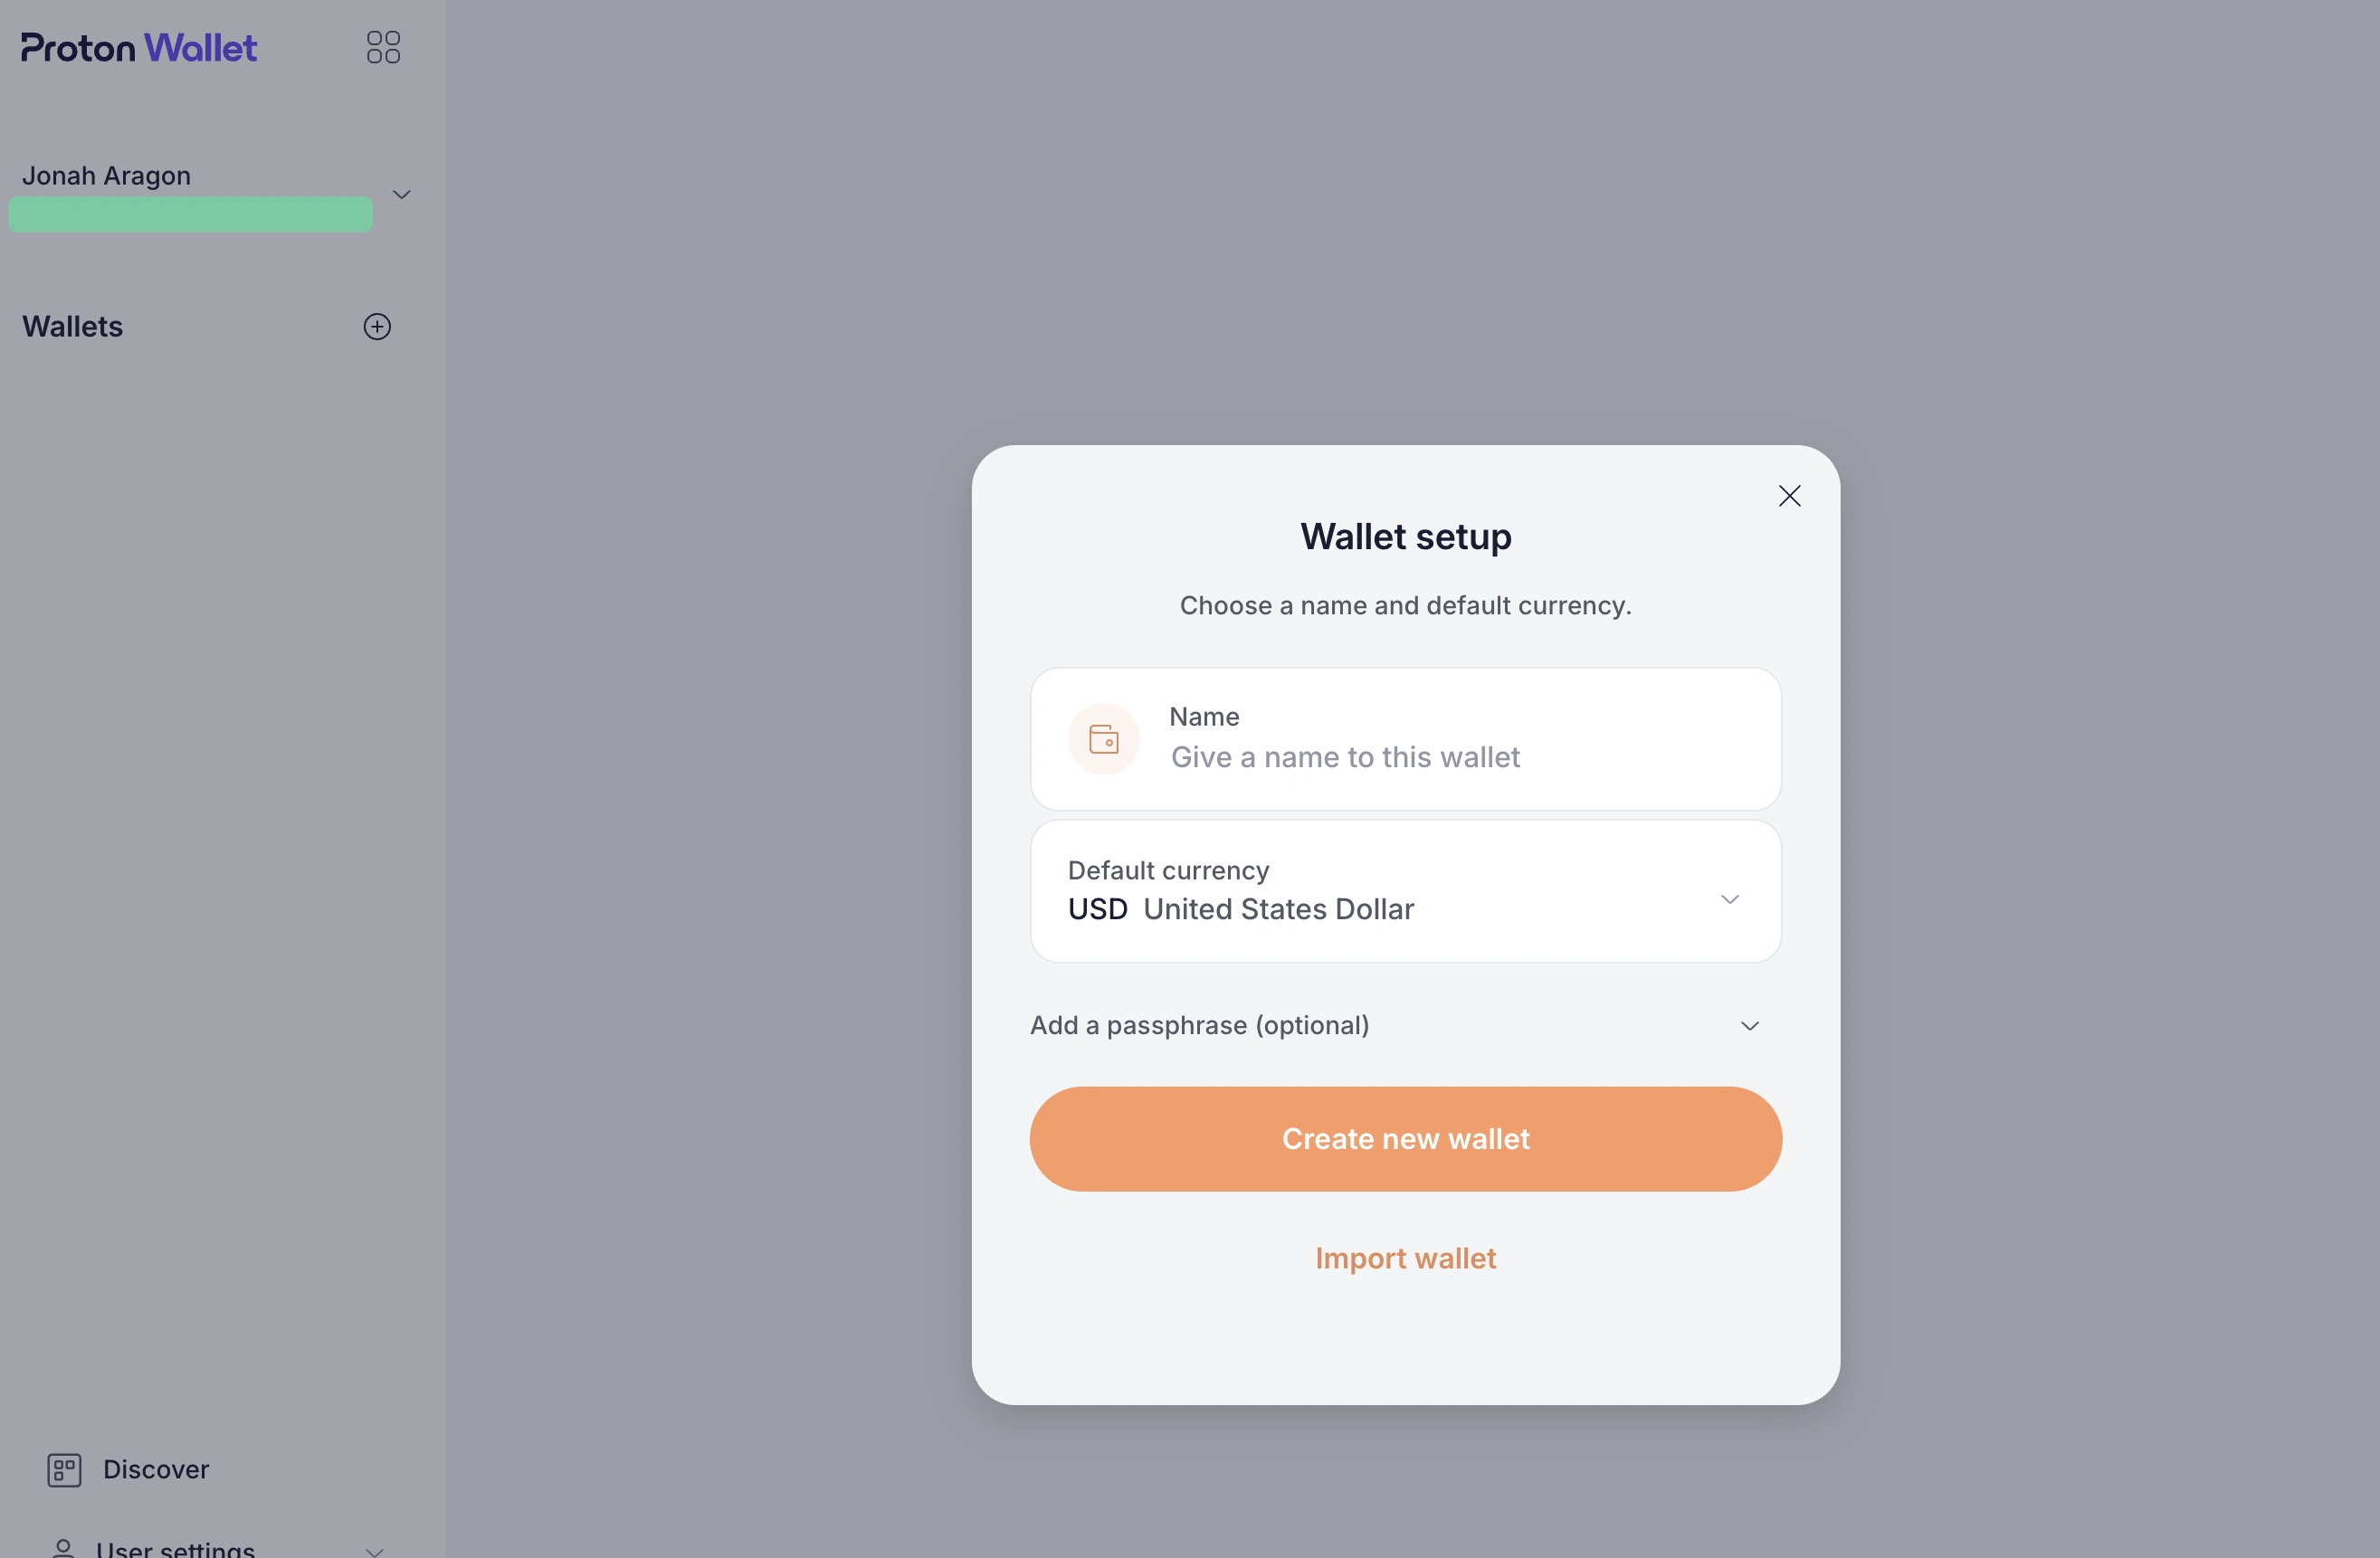 Proton Wallet
Jonah Aragon
Wallets
Wallet setup
Choose a name and default currency.
Name
Give a name to this wallet
Default currency
USD United States Dollar
Add a passphrase (optional)
Create new wallet
Import wallet
Discover
User settings